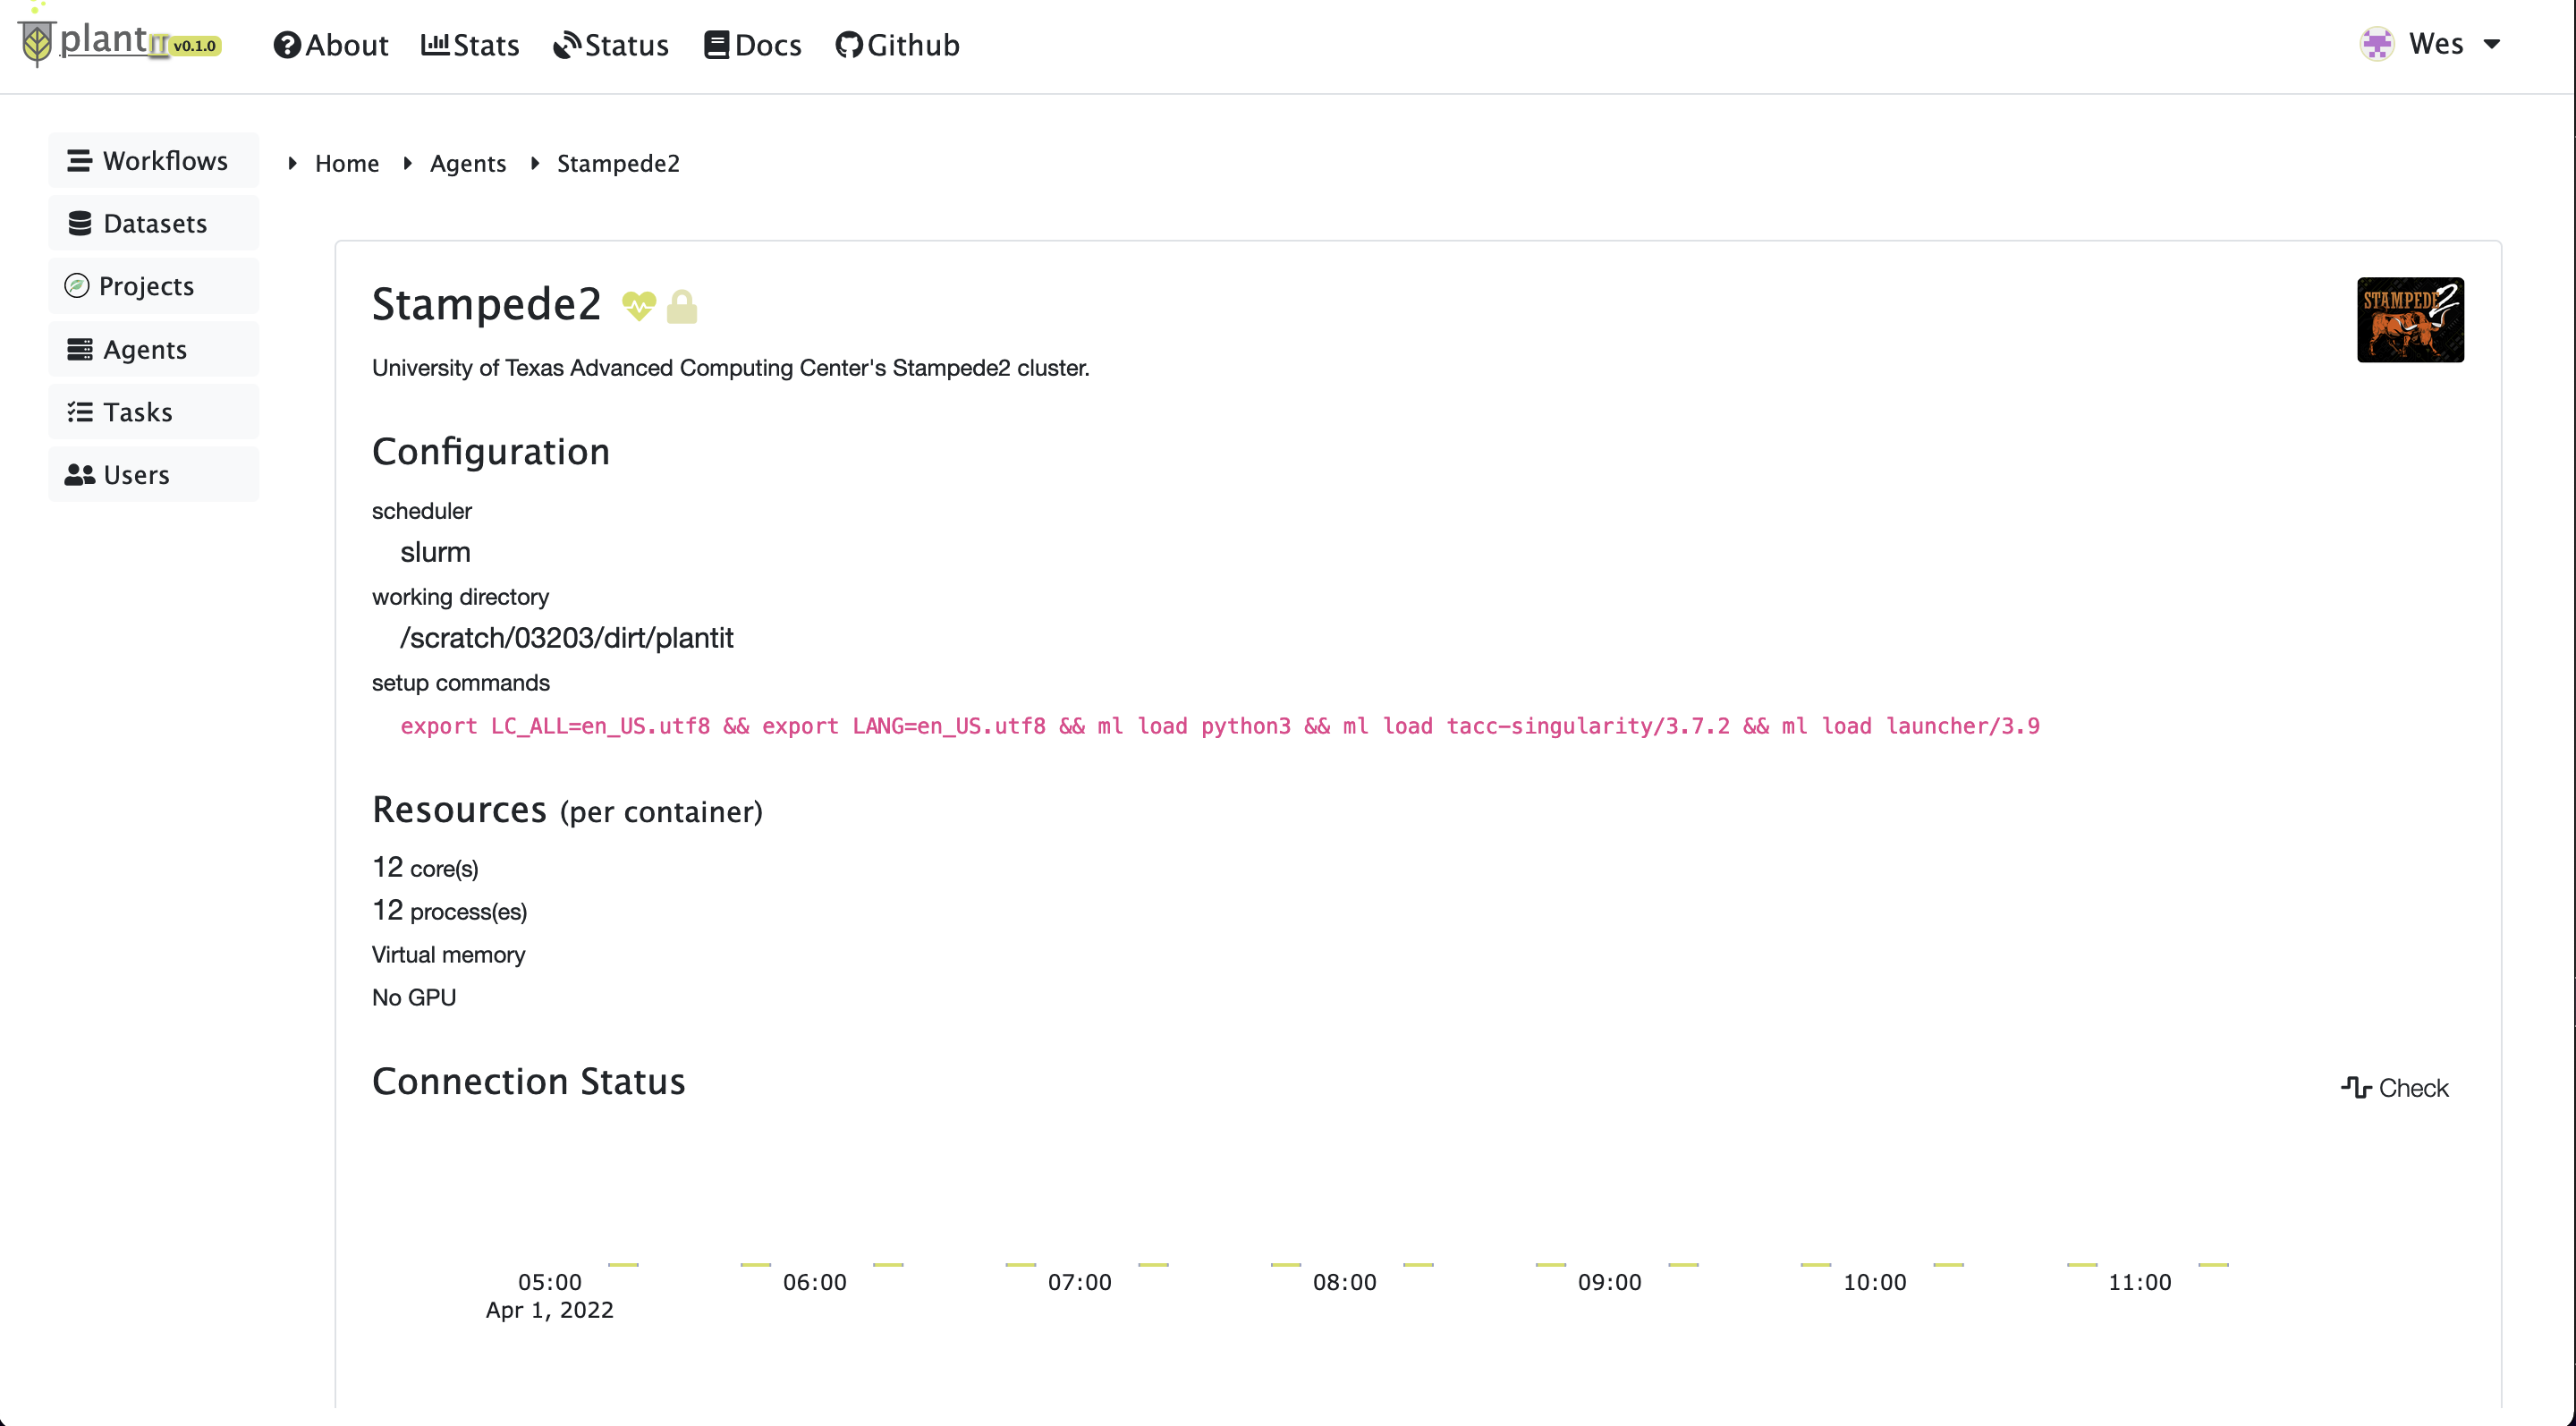 plantIT v0.1.0 About Stats Status Docs Github Wes
Workflows
Datasets
Projects
Agents
Tasks
Users
Home Agents Stampede2
Stampede2
STAMPEDE2
University of Texas Advanced Computing Center's Stampede2 cluster.
Configuration
scheduler
slurm
working directory
/scratch/03203/dirt/plantit
setup commands
export LC_ALL=en_US.utf8 && export LANG=en_US.utf8 && ml load python3 && ml load tacc-singularity/3.7.2 && ml load launcher/3.9
Resources (per container)
12 core(s)
12 process(es)
Virtual memory
No GPU
Connection Status Check
05:00 06:00 07:00 08:00 09:00 10:00 11:00
Apr 1, 2022